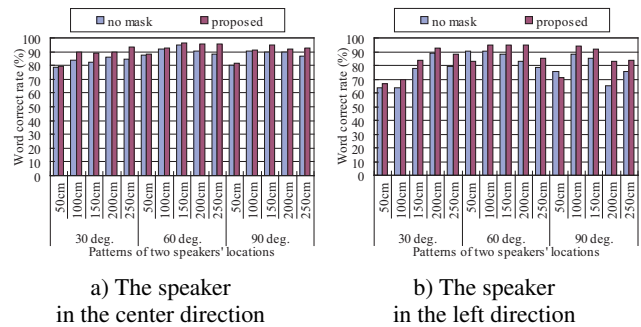 no mask proposed
Word correct rate (%)
100
90
80
70
60
50
40
30
20
10
0
50cm 100cm 150cm 200cm 250cm 50cm 100cm 150cm 200cm 250cm 50cm 100cm 150cm 200cm 250cm
30 deg. 60 deg. 90 deg.
Patterns of two speakers' locations
a) The speaker
in the center direction
no mask proposed
Word correct rate (%)
100
90
80
70
60
50
40
30
20
10
0
50cm 100cm 150cm 200cm 250cm 50cm 100cm 150cm 200cm 250cm 50cm 100cm 150cm 200cm 250cm
30 deg. 60 deg. 90 deg.
Patterns of two speakers' locations
b) The speaker
in the left direction